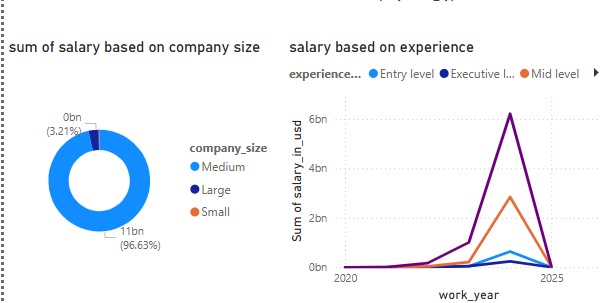 sum of salary based on company size
0bn
(3.21%)
11bn
(96.63%)
company_size
Medium
Large
Small
salary based on experience
experience... Entry level Executive l... Mid level
Sum of salary_in_usd
6bn
4bn
2bn
0bn
2020 2025
work_year